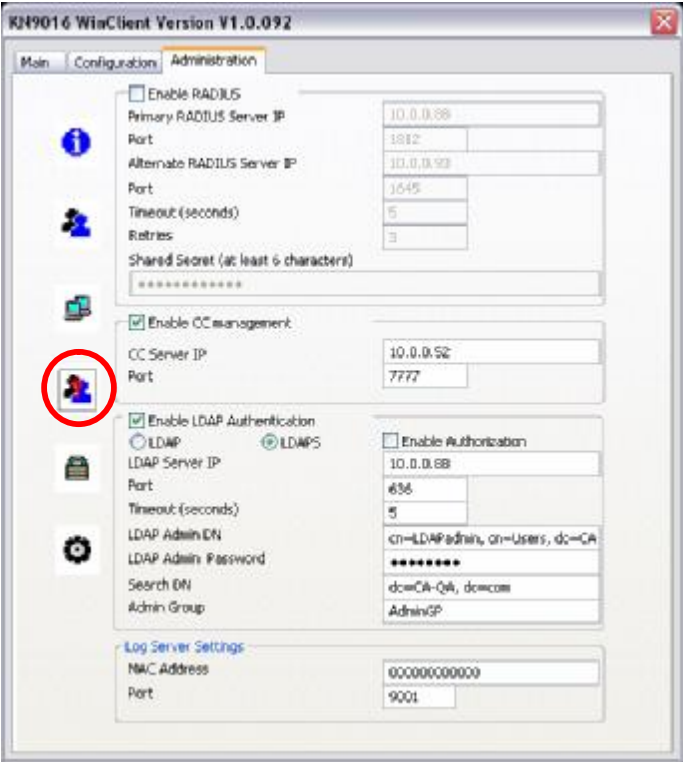 KN9016 WinClient Version V1.0.092
Main Configuration Administration
Enable RADIUS
Primary RADIUS Server IP 10.0.0.88
Port 1812
Alternate RADIUS Server IP 10.0.0.93
Port 1645
Timeout (seconds) 5
Retries 3
Shared Secret (at least 6 characters)
************
Enable CC management
CC Server IP 10.0.0.52
Port 7777
Enable LDAP Authentication
LDAP LDAPS Enable Authorization
LDAP Server IP 10.0.0.88
Port 636
Timeout (seconds) 5
LDAP Admin DN cn=LDAPadmin, cn=Users, dc=CA
LDAP Admin Password ●●●●●●●●
Search DN dc=CA-QA, dc=com
Admin Group AdminGP
Log Server Settings
MAC Address 000000000000
Port 9001